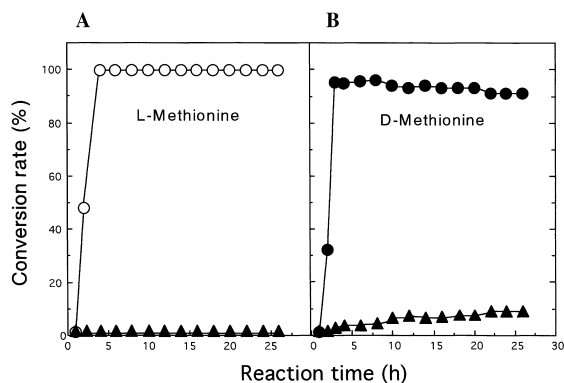 A B
100
80
60
40
20
0
L-Methionine
D-Methionine
0 5 10 15 20 25 0 5 10 15 20 25 30
Conversion rate (%)
Reaction time (h)